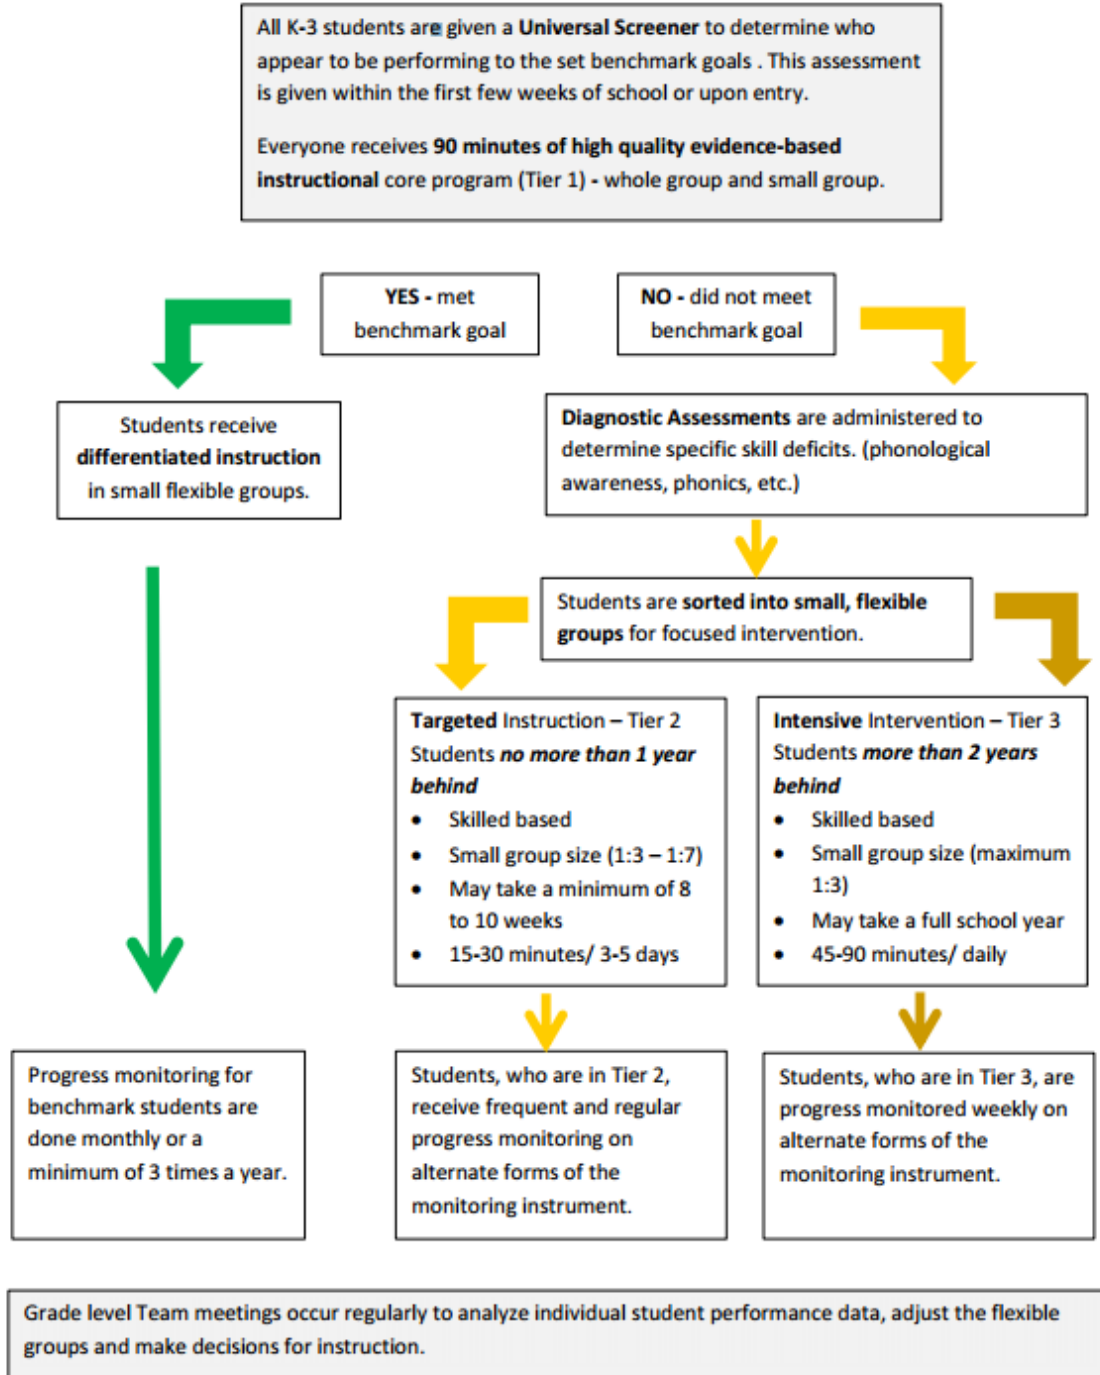 All K-3 students are given a Universal Screener to determine who
appear to be performing to the set benchmark goals . This assessment
is given within the first few weeks of school or upon entry.
Everyone receives 90 minutes of high quality evidence-based
instructional core program (Tier 1) - whole group and small group.
YES - met
benchmark goal
NO - did not meet
benchmark goal
Students receive
differentiated instruction
in small flexible groups.
Diagnostic Assessments are administered to
determine specific skill deficits. (phonological
awareness, phonics, etc.)
Students are sorted into small, flexible
groups for focused intervention.
Targeted Instruction – Tier 2
Students no more than 1 year
behind
• Skilled based
• Small group size (1:3 – 1:7)
• May take a minimum of 8
to 10 weeks
• 15-30 minutes/ 3-5 days
Intensive Intervention – Tier 3
Students more than 2 years
behind
• Skilled based
• Small group size (maximum
1:3)
• May take a full school year
• 45-90 minutes/ daily
Progress monitoring for
benchmark students are
done monthly or a
minimum of 3 times a year.
Students, who are in Tier 2,
receive frequent and regular
progress monitoring on
alternate forms of the
monitoring instrument.
Students, who are in Tier 3, are
progress monitored weekly on
alternate forms of the
monitoring instrument.
Grade level Team meetings occur regularly to analyze individual student performance data, adjust the flexible
groups and make decisions for instruction.